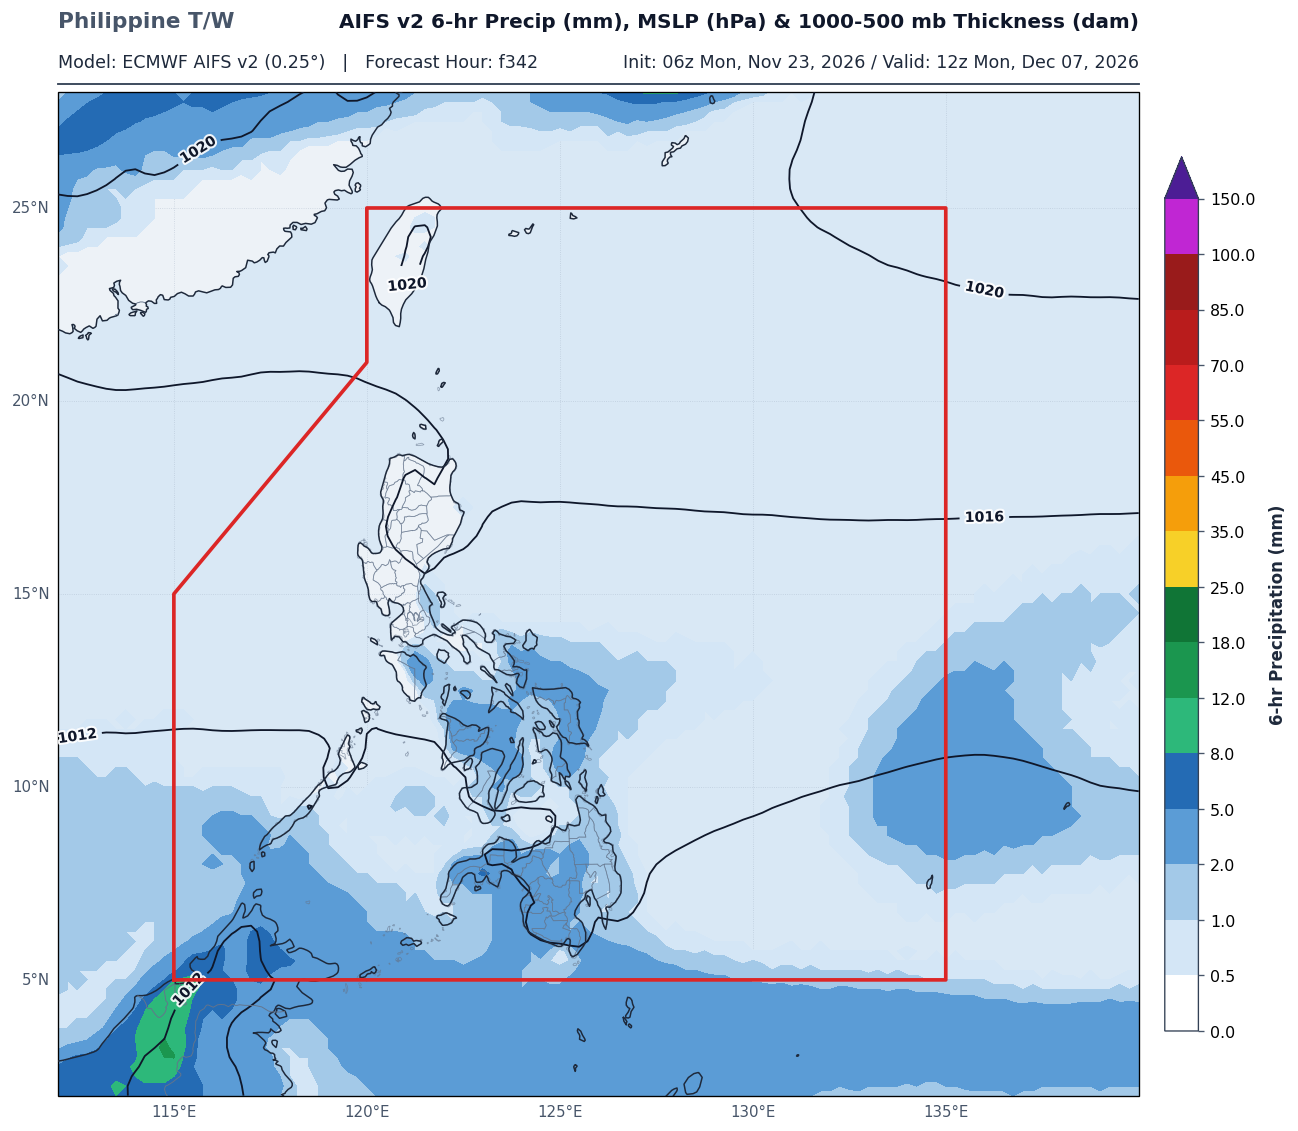 Philippine T/W
AIFS v2 6-hr Precip (mm), MSLP (hPa) & 1000-500 mb Thickness (dam)
Model: ECMWF AIFS v2 (0.25°) | Forecast Hour: f342
Init: 06z Mon, Nov 23, 2026 / Valid: 12z Mon, Dec 07, 2026
1020
25°N
1020
1020
20°N
1016
15°N
1012
10°N
5°N
1012
115°E
120°E
125°E
130°E
135°E
150.0
100.0
85.0
70.0
55.0
45.0
35.0
25.0
18.0
12.0
8.0
5.0
2.0
1.0
0.5
0.0
6-hr Precipitation (mm)